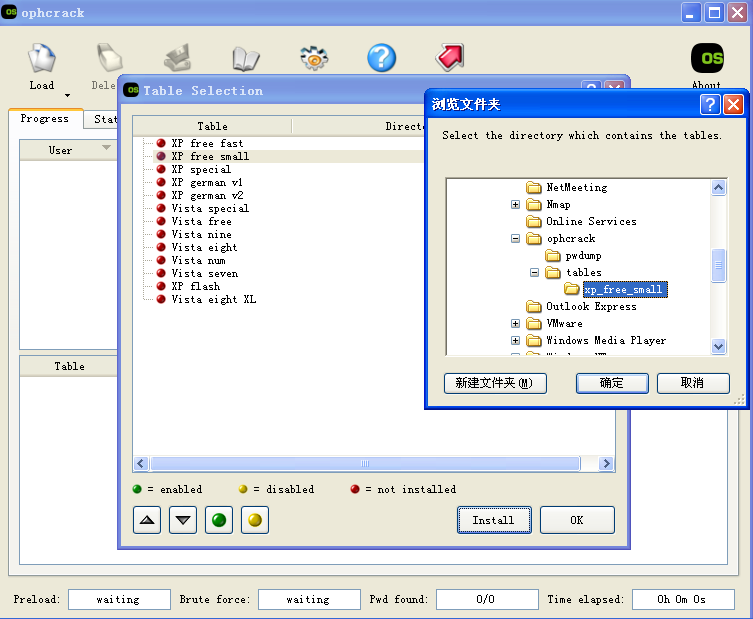 OS ophcrack
OS
Load
Dele
About
Progress
Stat
User
Table
OS Table Selection
Table
Directo
XP free fast
XP free small
XP special
XP german v1
XP german v2
Vista special
Vista free
Vista nine
Vista eight
Vista num
Vista seven
XP flash
Vista eight XL
= enabled
= disabled
= not installed
Install
OK
浏览文件夹
Select the directory which contains the tables.
NetMeeting
Nmap
Online Services
ophcrack
pwdump
tables
xp_free_small
Outlook Express
VMware
Windows Media Player
新建文件夹(M)
确定
取消
Preload: waiting Brute force: waiting Pwd found: 0/0 Time elapsed: 0h 0m 0s